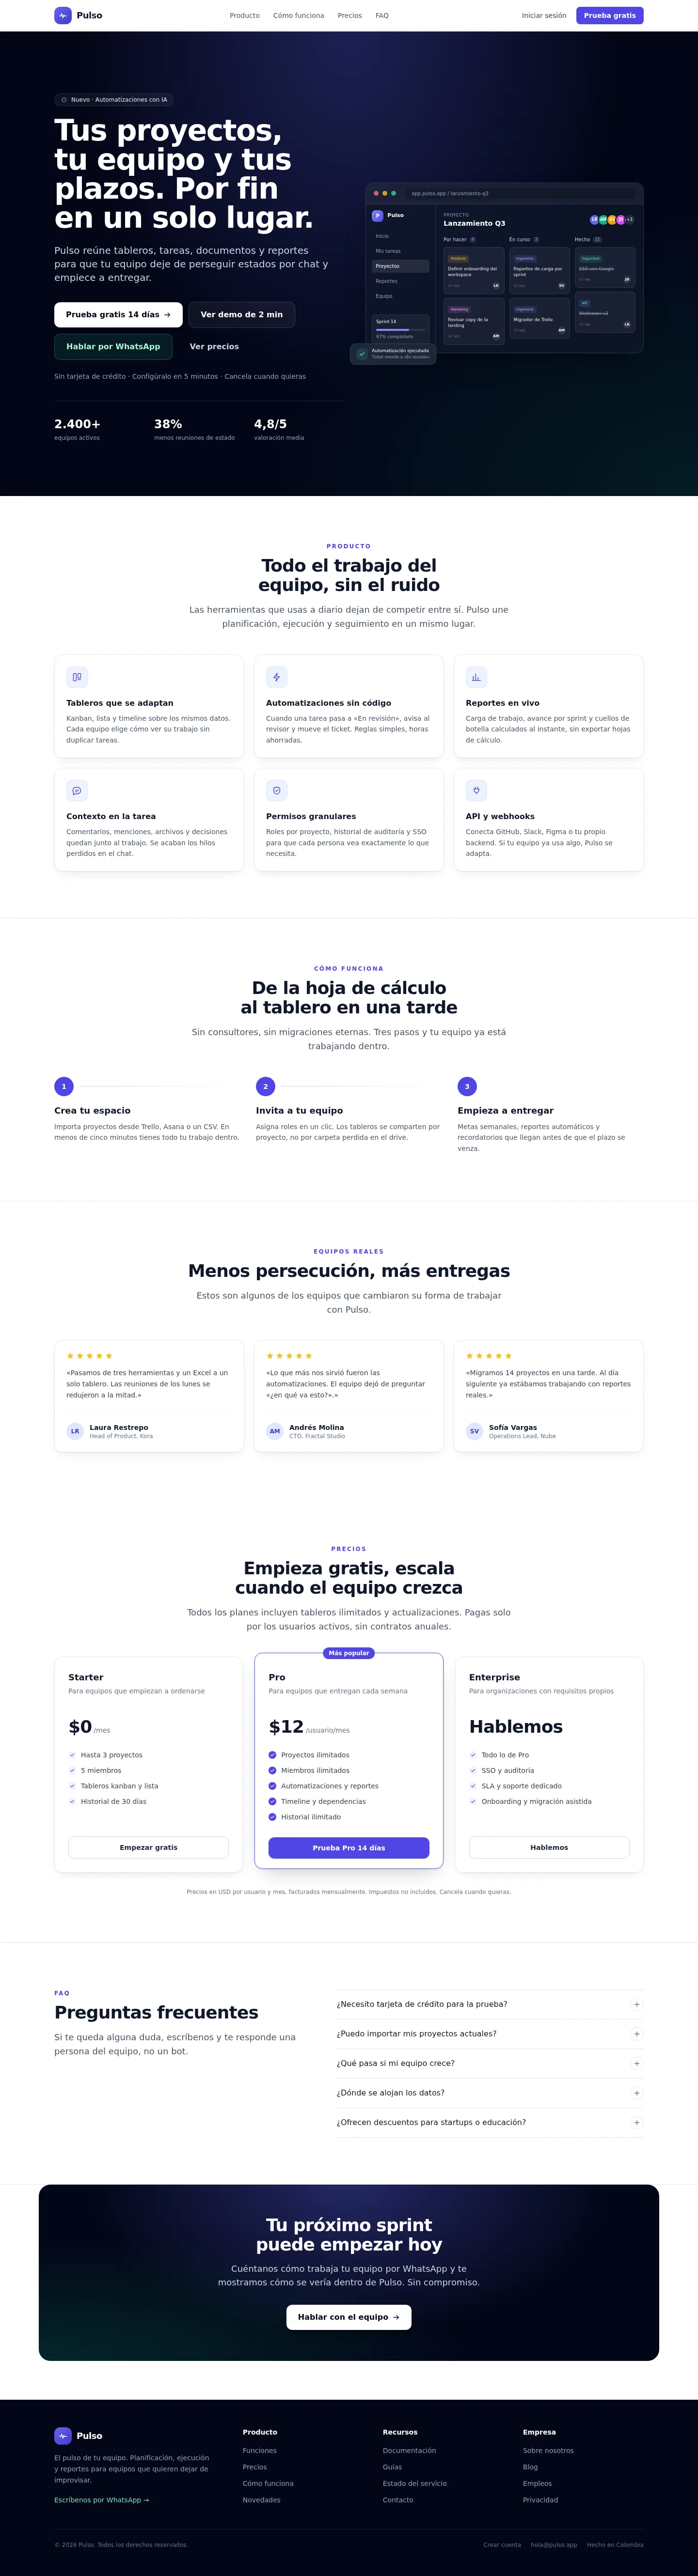 Pulso
Producto
Cómo funciona
Precios
FAQ
Iniciar sesión
Prueba gratis
Nuevo · Automatizaciones con IA
Tus proyectos,
tu equipo y tus
plazos. Por fin
en un solo lugar.
Pulso reúne tableros, tareas, documentos y reportes
para que tu equipo deje de perseguir estados por chat y
empiece a entregar.
Prueba gratis 14 días →
Ver demo de 2 min
Hablar por WhatsApp
Ver precios
Sin tarjeta de crédito · Configúralo en 5 minutos · Cancela cuando quieras
2.400+
equipos activos
38%
menos reuniones de estado
4,8/5
valoración media
app.pulso.app / lanzamiento-q3
P Pulso
Inicio
Mis tareas
Proyectos
Reportes
Equipo
Sprint 14
67% completado
Automatización ejecutada
PROYECTO
Lanzamiento Q3
Por hacer
Producto
Definir onboarding del
workspace
LR
Marketing
Revisar copy de la
landing
AM
En curso
Ingeniería
Reportes de carga por
sprint
SV
Ingeniería
Migrador de Trello
AM
Hecho
Seguridad
SSO con Google
JP
API
Webhooks v2
LR
PRODUCTO
Todo el trabajo del
equipo, sin el ruido
Las herramientas que usas a diario dejan de competir entre sí. Pulso une
planificación, ejecución y seguimiento en un mismo lugar.
Tableros que se adaptan
Kanban, lista y timeline sobre los mismos datos.
Cada equipo elige cómo ver su trabajo sin
duplicar tareas.
Automatizaciones sin código
Cuando una tarea pasa a «En revisión», avisa al
revisor y mueve el ticket. Reglas simples, horas
ahorradas.
Reportes en vivo
Carga de trabajo, avance por sprint y cuellos de
botella calculados al instante, sin exportar hojas
de cálculo.
Contexto en la tarea
Comentarios, menciones, archivos y decisiones
quedan junto al trabajo. Se acaban los hilos
perdidos en el chat.
Permisos granulares
Roles por proyecto, historial de auditoría y SSO
para que cada persona vea exactamente lo que
necesita.
API y webhooks
Conecta GitHub, Slack, Figma o tu propio
backend. Si tu equipo ya usa algo, Pulso se
adapta.
CÓMO FUNCIONA
De la hoja de cálculo
al tablero en una tarde
Sin consultores, sin migraciones eternas. Tres pasos y tu equipo ya está
trabajando dentro.
1
Crea tu espacio
Importa proyectos desde Trello, Asana o un CSV. En
menos de cinco minutos tienes todo tu trabajo dentro.
2
Invita a tu equipo
Asigna roles en un clic. Los tableros se comparten por
proyecto, no por carpeta perdida en el drive.
3
Empieza a entregar
Metas semanales, reportes automáticos y
recordatorios que llegan antes de que el plazo se
venza.
EQUIPOS REALES
Menos persecución, más entregas
Estos son algunos de los equipos que cambiaron su forma de trabajar
con Pulso.
★★★★★
«Pasamos de tres herramientas y un Excel a un
solo tablero. Las reuniones de los lunes se
redujeron a la mitad.»
LR
Laura Restrepo
Head of Product, Kora
★★★★★
«Lo que más nos sirvió fueron las
automatizaciones. El equipo dejó de preguntar
«¿en qué va esto?».»
AM
Andrés Molina
CTO, Fractal Studio
★★★★★
«Migramos 14 proyectos en una tarde. Al día
siguiente ya estábamos trabajando con reportes
reales.»
SV
Sofía Vargas
Operations Lead, Nube
PRECIOS
Empieza gratis, escala
cuando el equipo crezca
Todos los planes incluyen tableros ilimitados y actualizaciones. Pagas solo
por los usuarios activos, sin contratos anuales.
Starter
Para equipos que empiezan a ordenarse
$0 /mes
Hasta 3 proyectos
5 miembros
Tableros kanban y lista
Historial de 30 días
Empezar gratis
Más popular
Pro
Para equipos que entregan cada semana
$12 /usuario/mes
Proyectos ilimitados
Miembros ilimitados
Automatizaciones y reportes
Timeline y dependencias
Historial ilimitado
Prueba Pro 14 días
Enterprise
Para organizaciones con requisitos propios
Hablemos
Todo lo de Pro
SSO y auditoría
SLA y soporte dedicado
Onboarding y migración asistida
Hablemos
Precios en USD por usuario y mes, facturados mensualmente. Impuestos no incluidos. Cancela cuando quieras.
FAQ
Preguntas frecuentes
Si te queda alguna duda, escríbenos y te responde una
persona del equipo, no un bot.
¿Necesito tarjeta de crédito para la prueba?
¿Puedo importar mis proyectos actuales?
¿Qué pasa si mi equipo crece?
¿Dónde se alojan los datos?
¿Ofrecen descuentos para startups o educación?
Tu próximo sprint
puede empezar hoy
Cuéntanos cómo trabaja tu equipo por WhatsApp y te
mostramos cómo se vería dentro de Pulso. Sin compromiso.
Hablar con el equipo →
Pulso
El pulso de tu equipo. Planificación, ejecución
y reportes para equipos que quieren dejar de
improvisar.
Escríbenos por WhatsApp →
Producto
Funciones
Precios
Cómo funciona
Novedades
Recursos
Documentación
Guías
Estado del servicio
Contacto
Empresa
Sobre nosotros
Blog
Empleos
Privacidad
© 2026 Pulso. Todos los derechos reservados.
Crear cuenta
hola@pulso.app
Hecho en Colombia